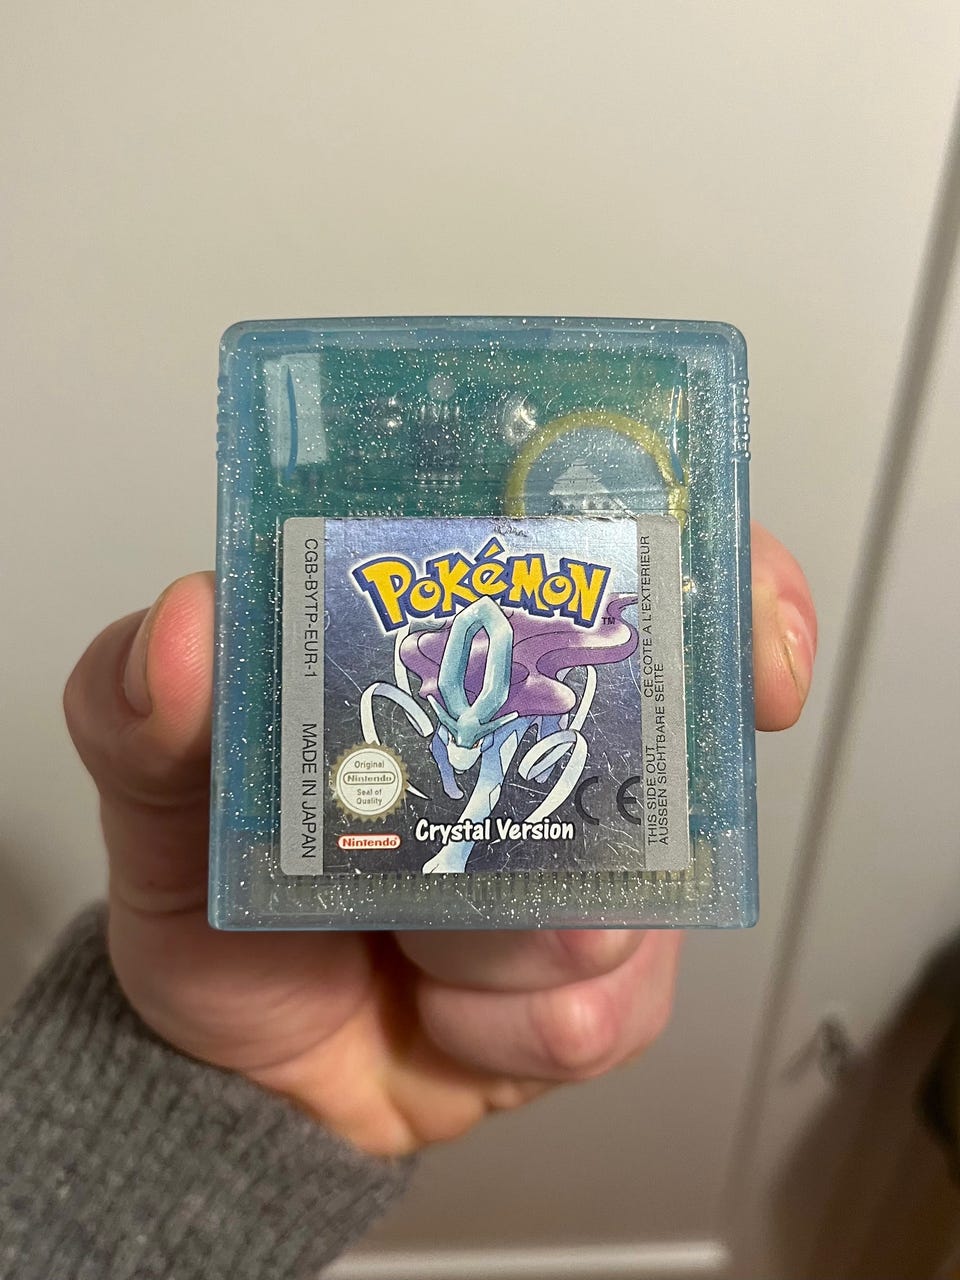 POKéMON
TM
CGB-BYTP-EUR-1 MADE IN JAPAN
Original
Nintendo
Seal of
Quality
Nintendo
Crystal Version
CE
THIS SIDE OUT CE COTE A L'EXTERIEUR
AUSSEN SICHTBARE SEITE